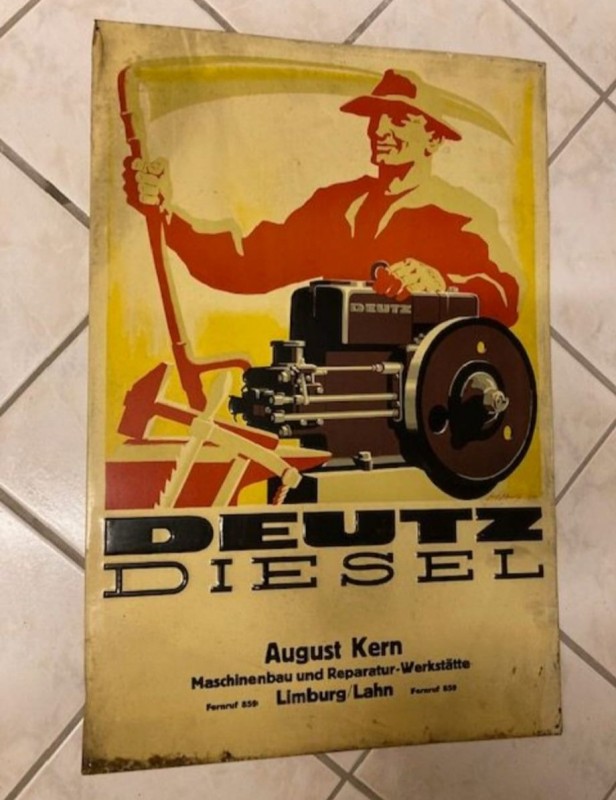 DEUTZ
DEUTZ
DIESEL
August Kern
Maschinenbau und Reparatur-Werkstätte
Fernruf 859 Limburg/Lahn Fernruf 859